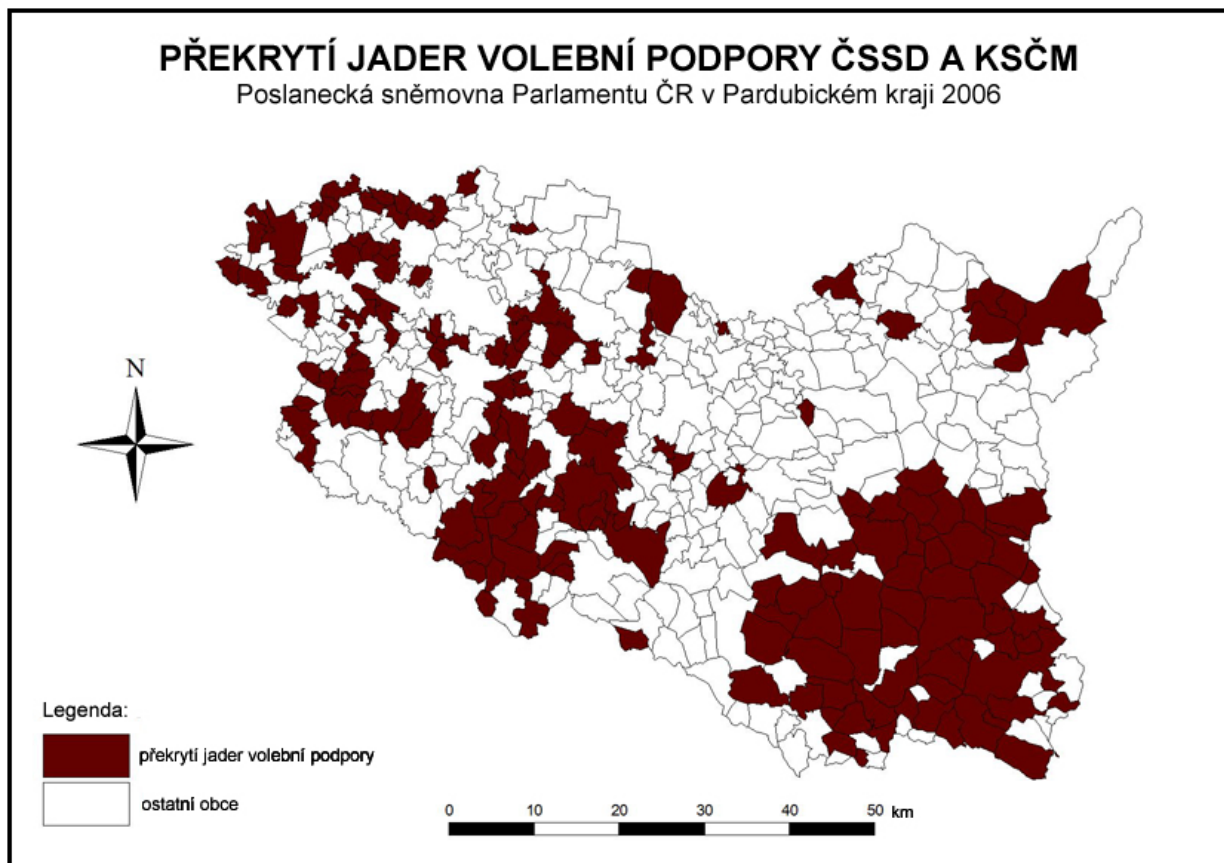 PŘEKRYTÍ JADER VOLEBNÍ PODPORY ČSSD A KSČM
Poslanecká sněmovna Parlamentu ČR v Pardubickém kraji 2006
N
Legenda:
překrytí jader volební podpory
ostatní obce
0 10 20 30 40 50 km